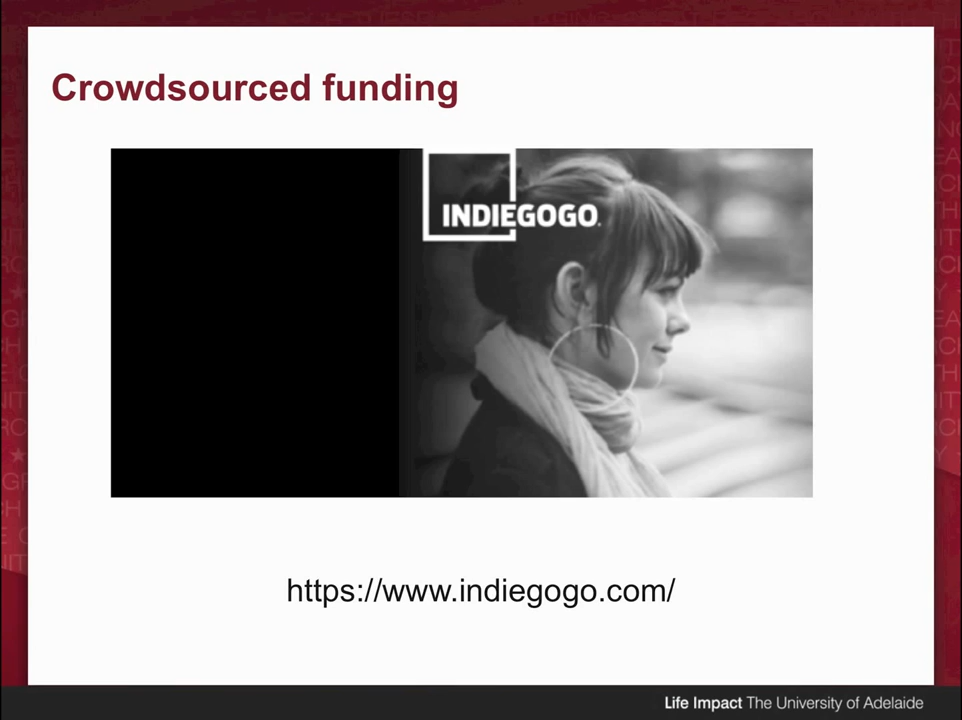 Crowdsourced funding
INDIEGOGO
https://www.indiegogo.com/
Life Impact The University of Adelaide